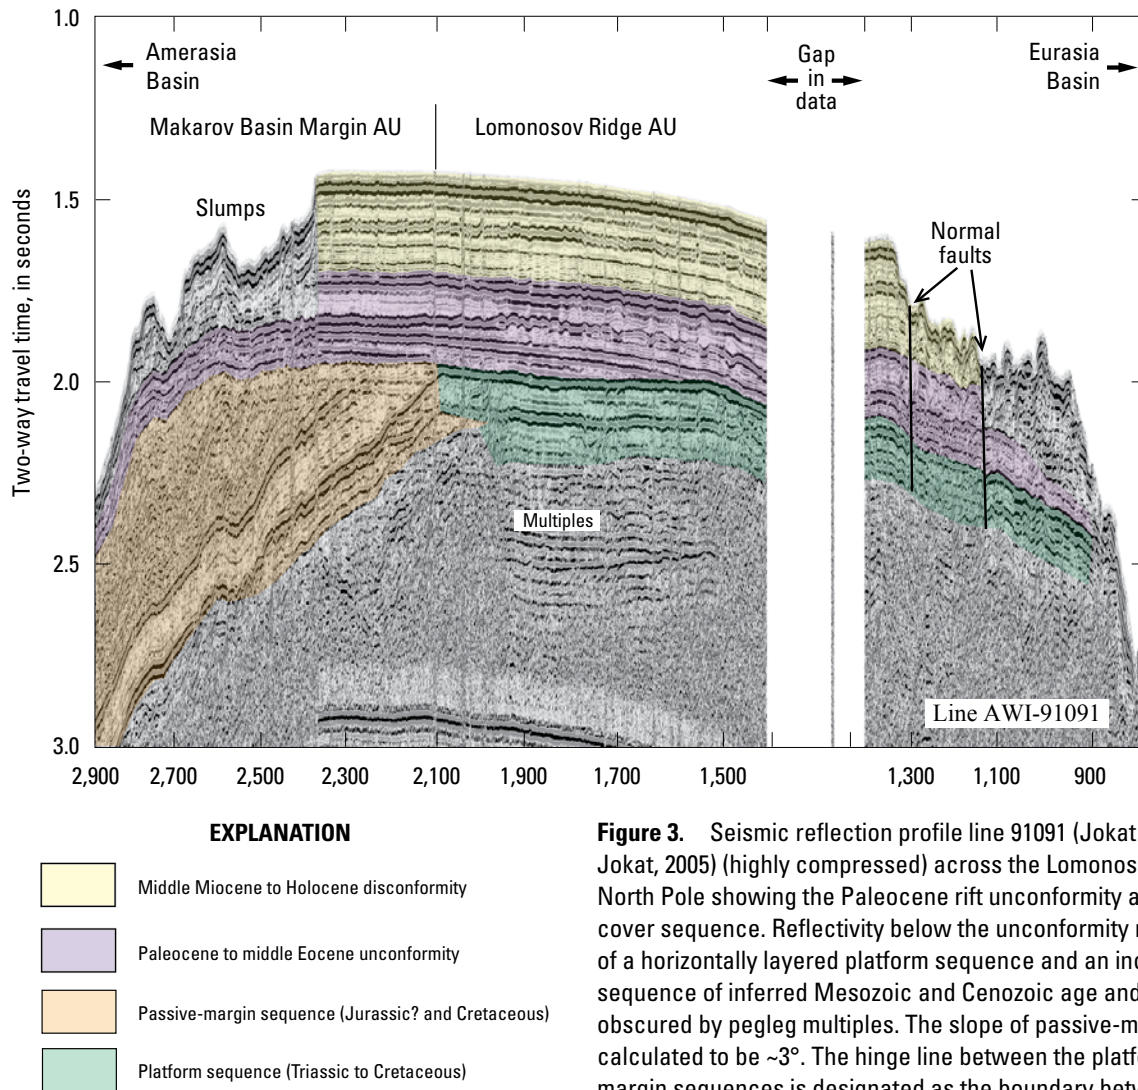 1.0
Amerasia
Basin
Gap
in
data
Eurasia
Basin
Makarov Basin Margin AU
Lomonosov Ridge AU
1.5
Slumps
Normal
faults
Two-way travel time, in seconds
2.0
Multiples
2.5
Line AWI-91091
3.0
2,900 2,700 2,500 2,300 2,100 1,900 1,700 1,500 1,300 1,100 900
EXPLANATION
Middle Miocene to Holocene disconformity
Paleocene to middle Eocene unconformity
Passive-margin sequence (Jurassic? and Cretaceous)
Platform sequence (Triassic to Cretaceous)
Figure 3. Seismic reflection profile line 91091 (Jokat
Jokat, 2005) (highly compressed) across the Lomonos
North Pole showing the Paleocene rift unconformity a
cover sequence. Reflectivity below the unconformity
of a horizontally layered platform sequence and an
sequence of inferred Mesozoic and Cenozoic age and
obscured by pegleg multiples. The slope of passive-m
calculated to be ~3°. The hinge line between the platf
margin sequences is designated as the boundary